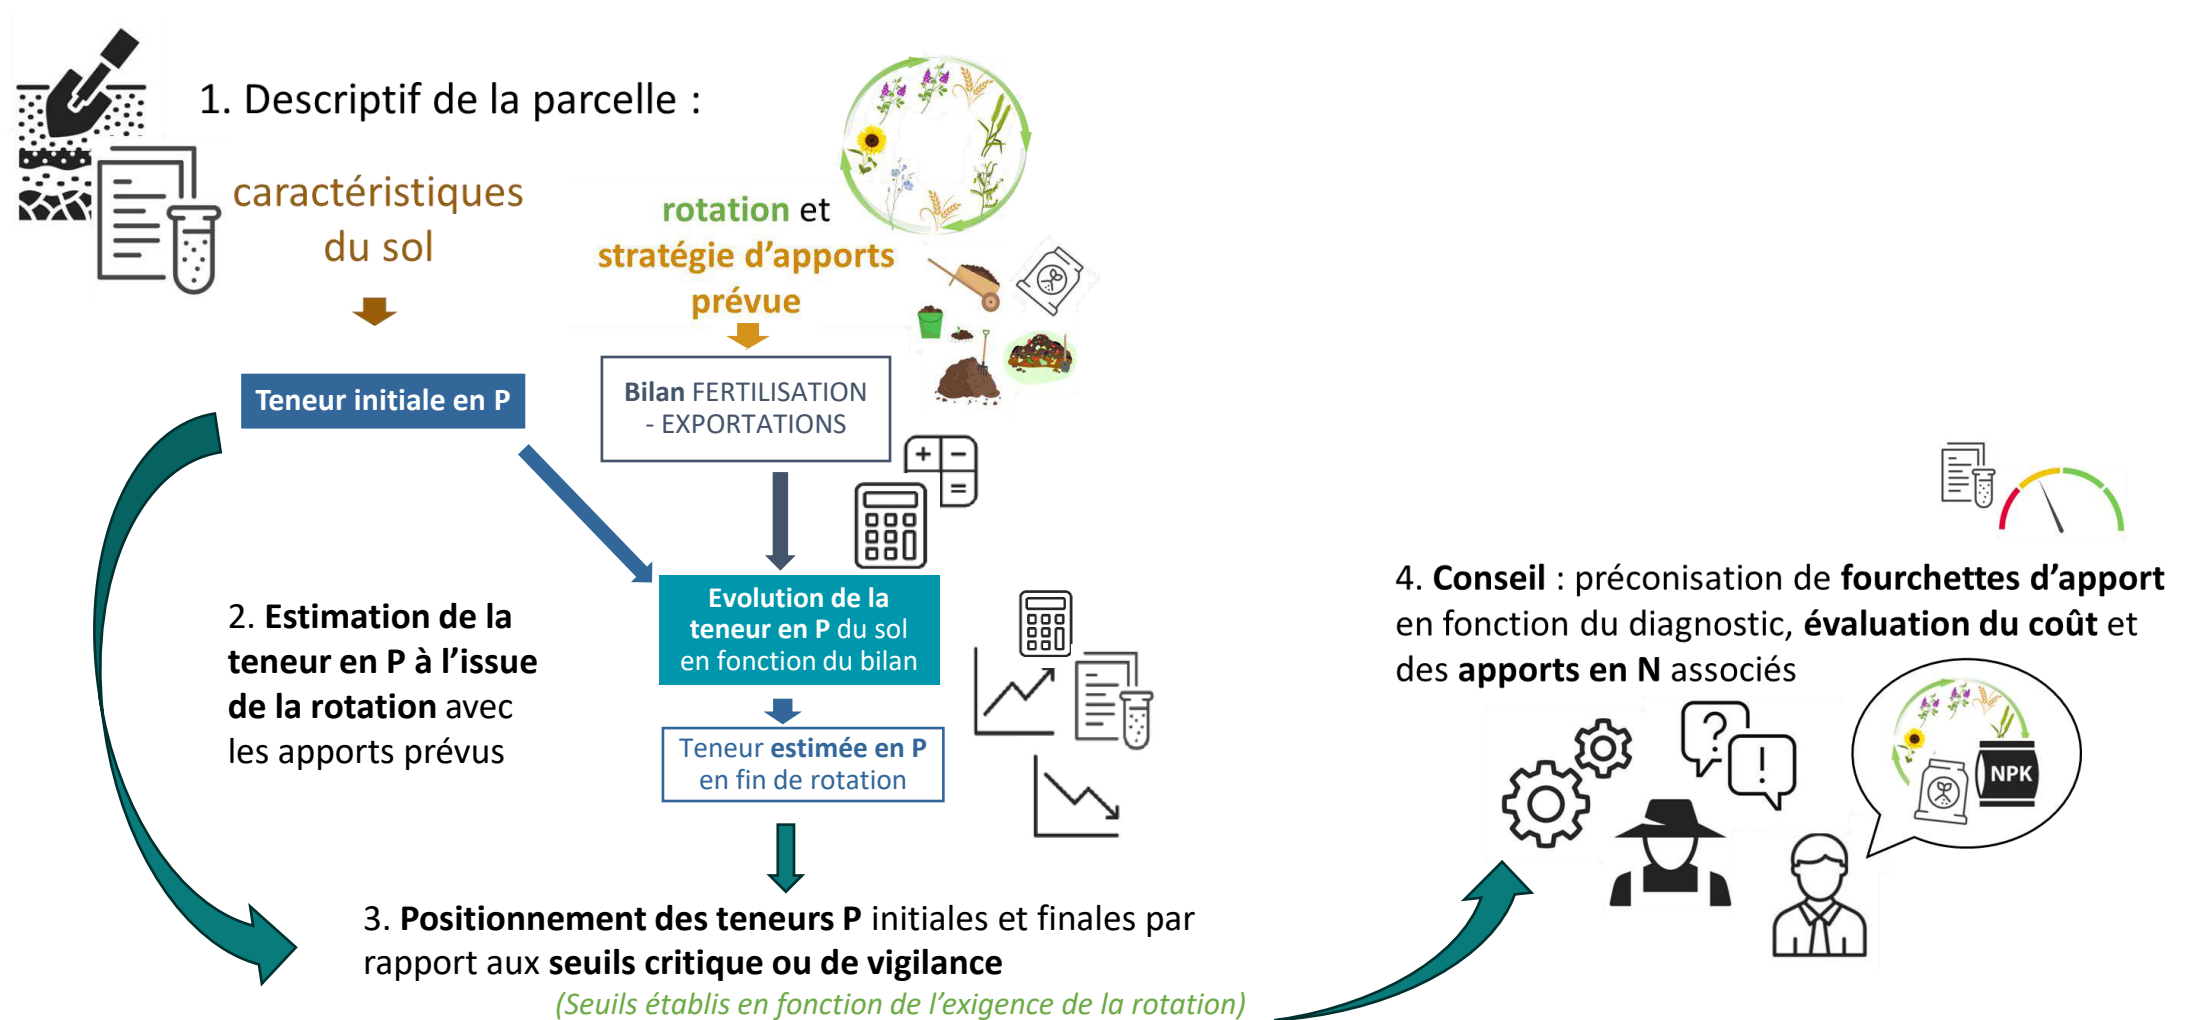 1. Descriptif de la parcelle :
caractéristiques
du sol
rotation et
stratégie d'apports
prévue
Teneur initiale en P
Bilan FERTILISATION
- EXPORTATIONS
2. Estimation de la
teneur en P à l'issue
de la rotation avec
les apports prévus
Evolution de la
teneur en P du sol
en fonction du bilan
Teneur estimée en P
en fin de rotation
3. Positionnement des teneurs P initiales et finales par
rapport aux seuils critique ou de vigilance
(Seuils établis en fonction de l'exigence de la rotation)
4. Conseil : préconisation de fourchettes d'apport
en fonction du diagnostic, évaluation du coût et
des apports en N associés
NPK